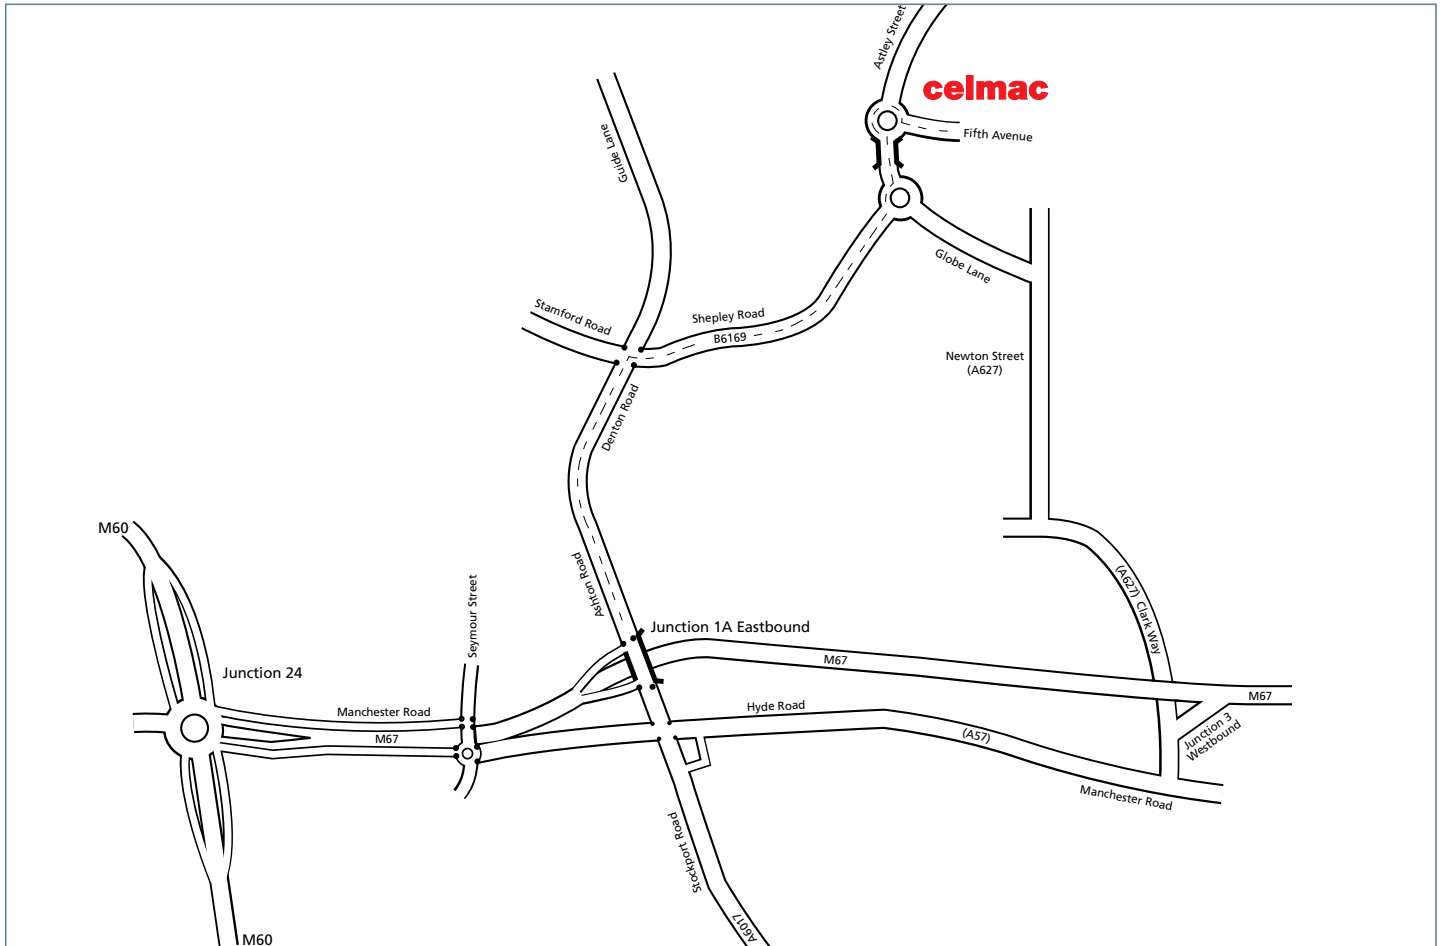 Astley Street
celmac
Fifth Avenue
Guide Lane
Globe Lane
Stamford Road
Shepley Road
B6169
Newton Street
(A627)
Denton Road
M60
Ashton Road
Seymour Street
(A627)
Clark Way
Junction 1A Eastbound
M67
Junction 24
M67
Manchester Road
Hyde Road
M67
(A57)
Junction 3
Westbound
Manchester Road
Stockport Road
A6017
M60